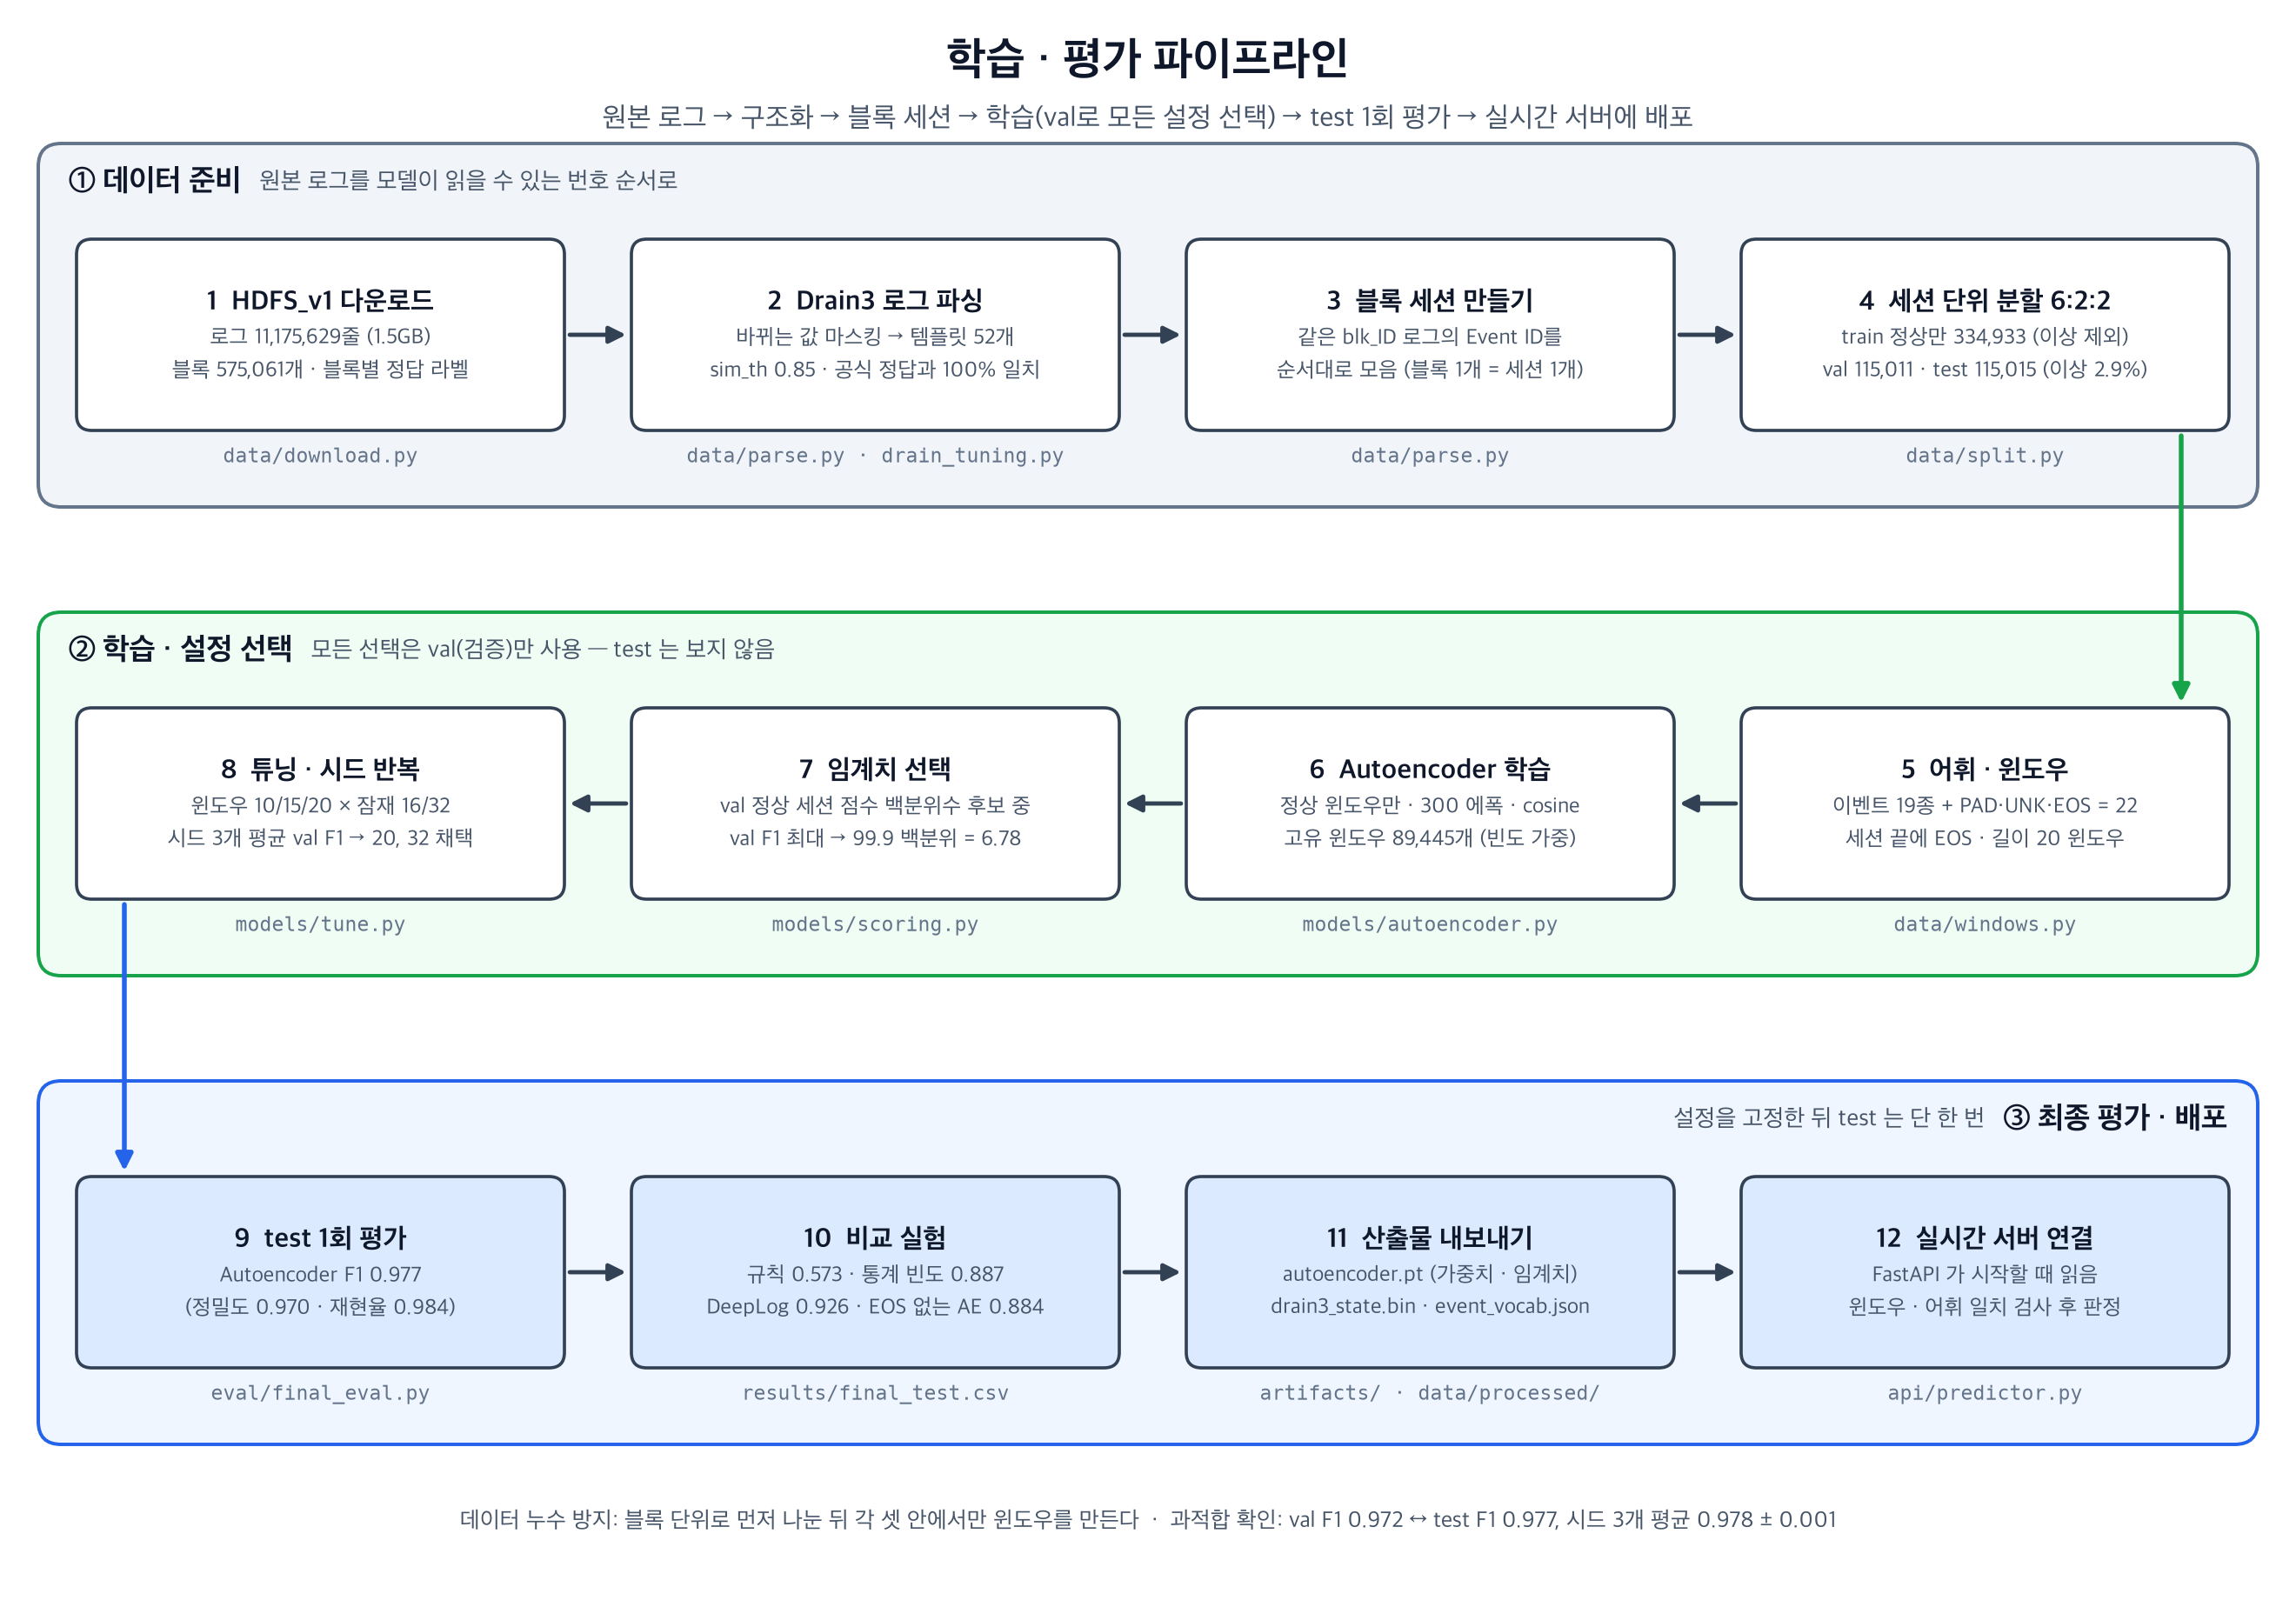 학습 · 평가 파이프라인
원본 로그 → 구조화 → 블록 세션 → 학습(val로 모든 설정 선택) → test 1회 평가 → 실시간 서버에 배포
① 데이터 준비 원본 로그를 모델이 읽을 수 있는 번호 순서로
1 HDFS_v1 다운로드
로그 11,175,629줄 (1.5GB)
블록 575,061개 · 블록별 정답 라벨
data/download.py
2 Drain3 로그 파싱
바뀌는 값 마스킹 → 템플릿 52개
sim_th 0.85 · 공식 정답과 100% 일치
data/parse.py · drain_tuning.py
3 블록 세션 만들기
같은 blk_ID 로그의 Event ID를
순서대로 모음 (블록 1개 = 세션 1개)
data/parse.py
4 세션 단위 분할 6:2:2
train 정상만 334,933 (이상 제외)
val 115,011 · test 115,015 (이상 2.9%)
data/split.py
② 학습 · 설정 선택 모든 선택은 val(검증)만 사용 — test 는 보지 않음
8 튜닝 · 시드 반복
윈도우 10/15/20 × 잠재 16/32
시드 3개 평균 val F1 → 20, 32 채택
models/tune.py
7 임계치 선택
val 정상 세션 점수 백분위수 후보 중
val F1 최대 → 99.9 백분위 = 6.78
models/scoring.py
6 Autoencoder 학습
정상 윈도우만 · 300 에폭 · cosine
고유 윈도우 89,445개 (빈도 가중)
models/autoencoder.py
5 어휘 · 윈도우
이벤트 19종 + PAD·UNK·EOS = 22
세션 끝에 EOS · 길이 20 윈도우
data/windows.py
설정을 고정한 뒤 test 는 단 한 번 ③ 최종 평가 · 배포
9 test 1회 평가
Autoencoder F1 0.977
(정밀도 0.970 · 재현율 0.984)
eval/final_eval.py
10 비교 실험
규칙 0.573 · 통계 빈도 0.887
DeepLog 0.926 · EOS 없는 AE 0.884
results/final_test.csv
11 산출물 내보내기
autoencoder.pt (가중치 · 임계치)
drain3_state.bin · event_vocab.json
artifacts/ · data/processed/
12 실시간 서버 연결
FastAPI 가 시작할 때 읽음
윈도우 · 어휘 일치 검사 후 판정
api/predictor.py
데이터 누수 방지: 블록 단위로 먼저 나눈 뒤 각 셋 안에서만 윈도우를 만든다 · 과적합 확인: val F1 0.972 ↔ test F1 0.977, 시드 3개 평균 0.978 ± 0.001